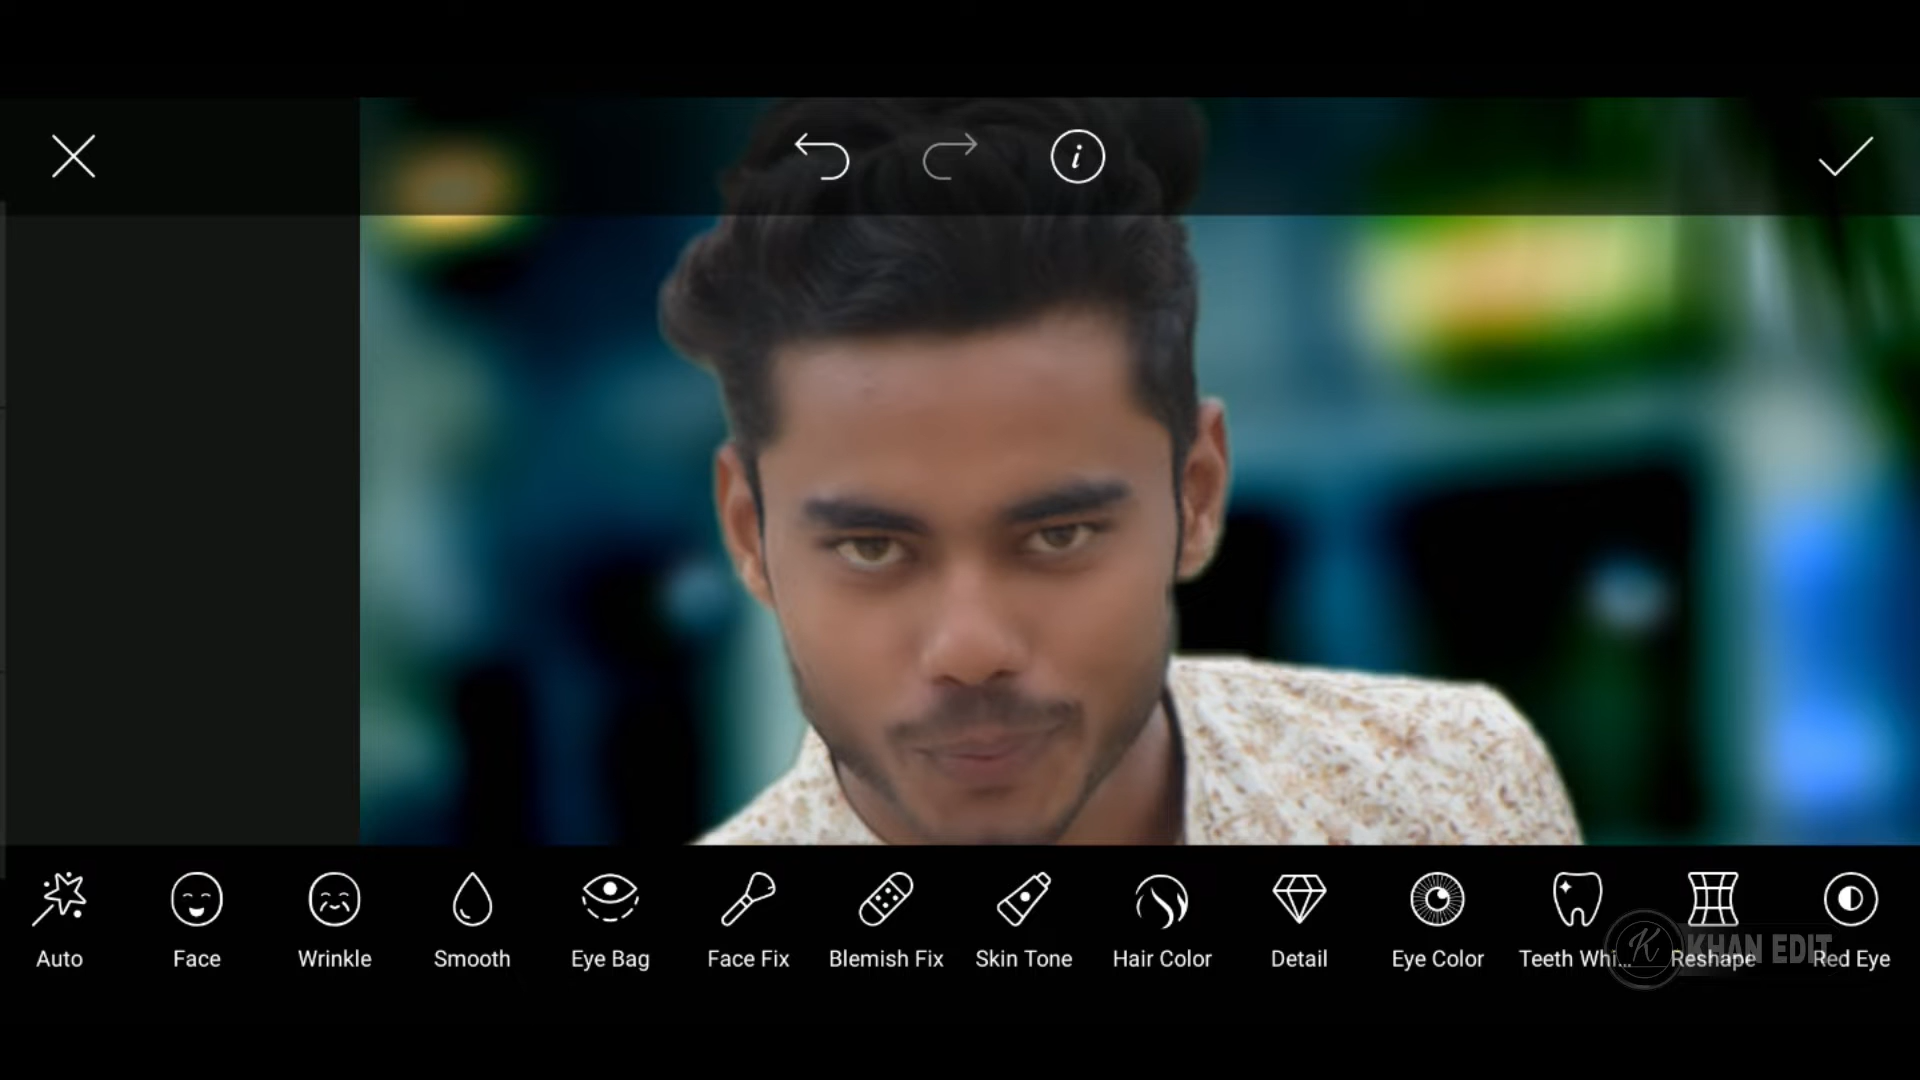 Auto
Face
Wrinkle
Smooth
Eye Bag
Face Fix
Blemish Fix
Skin Tone
Hair Color
Detail
Eye Color
Teeth Whi...
Reshape
Red Eye
K KHAN EDIT